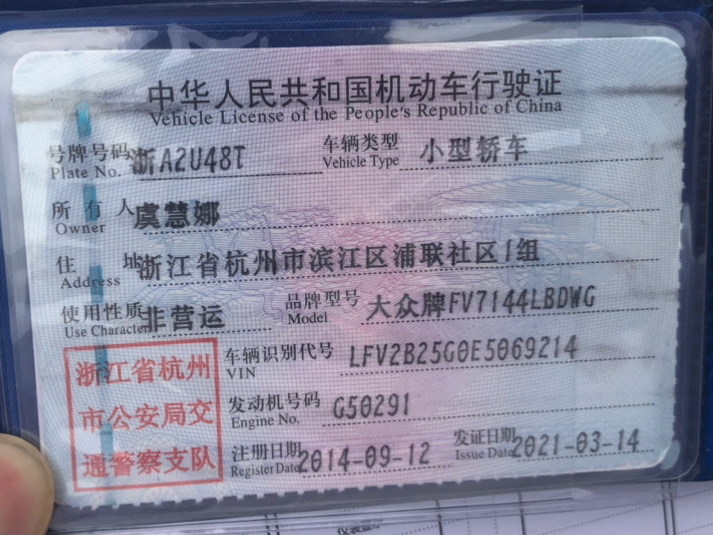 中华人民共和国机动车行驶证
Vehicle License of the People's Republic of China
号牌号码 浙A2U48T 车辆类型 小型轿车
Plate No. Vehicle Type
所有人 虞慧娜
Owner
住址 浙江省杭州市滨江区浦联社区1组
Address
使用性质 非营运 品牌型号 大众牌FV7144LBDWG
Use Character Model
浙江省杭州 车辆识别代号 LFV2B25G0E5069214
VIN
市公安局交 发动机号码 G50291
Engine No.
通警察支队 注册日期 2014-09-12 发证日期 2021-03-14
Register Date Issue Date